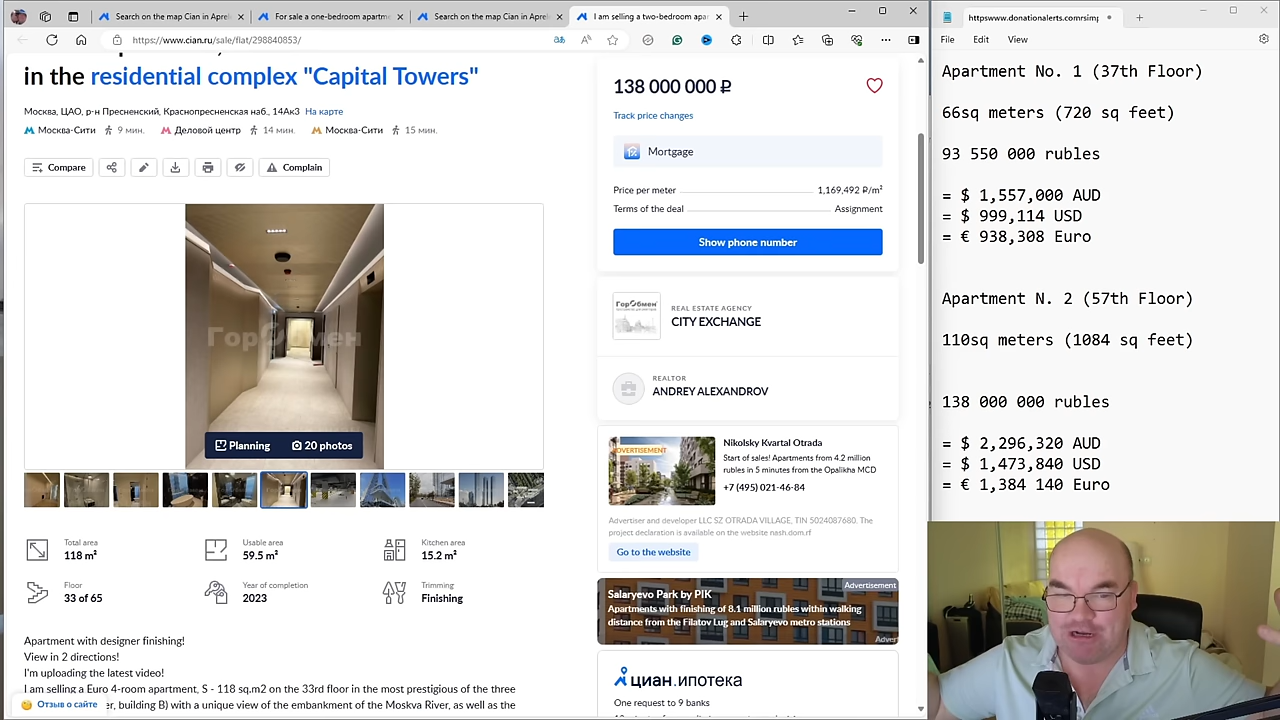 Search on the map Cian in Aprel
For sale a one-bedroom apartme
Search on the map Cian in Aprel
I am selling a two-bedroom apar
https://www.cian.ru/sale/flat/298840853/
in the residential complex "Capital Towers"
Москва, ЦАО, р-н Пресненский, Краснопресненская наб., 14Ак3 На карте
Москва-Сити 9 мин. Деловой центр 14 мин. Москва-Сити 15 мин.
Compare
Complain
ГорОбмен
Planning
20 photos
Total area
118 m²
Usable area
59.5 m²
Kitchen area
15.2 m²
Floor
33 of 65
Year of completion
2023
Trimming
Finishing
Apartment with designer finishing!
View in 2 directions!
I'm uploading the latest video!
I am selling a Euro 4-room apartment, S - 118 sq.m2 on the 33rd floor in the most prestigious of the three
r, building B) with a unique view of the embankment of the Moskva River, as well as the
Отзыв о сайте
138 000 000 ₽
Track price changes
Mortgage
Price per meter 1,169,492 ₽/m²
Terms of the deal Assignment
Show phone number
ГорОбмен
REAL ESTATE AGENCY
CITY EXCHANGE
REALTOR
ANDREY ALEXANDROV
ADVERTISEMENT
Nikolsky Kvartal Otrada
Start of sales! Apartments from 4.2 million
rubles in 5 minutes from the Opalikha MCD
+7 (495) 021-46-84
Advertiser and developer LLC SZ OTRADA VILLAGE, TIN 5024087680. The
project declaration is available on the website nash.dom.rf
Go to the website
Advertisement
Salaryevo Park by PIK
Apartments with finishing of 8.1 million rubles within walking
distance from the Filatov Lug and Salaryevo metro stations
Adver
циан.ипотека
One request to 9 banks
httpswww.donationalerts.comrsimp
File Edit View
Apartment No. 1 (37th Floor)
66sq meters (720 sq feet)
93 550 000 rubles
= $ 1,557,000 AUD
= $ 999,114 USD
= € 938,308 Euro
Apartment N. 2 (57th Floor)
110sq meters (1084 sq feet)
138 000 000 rubles
= $ 2,296,320 AUD
= $ 1,473,840 USD
= € 1,384 140 Euro